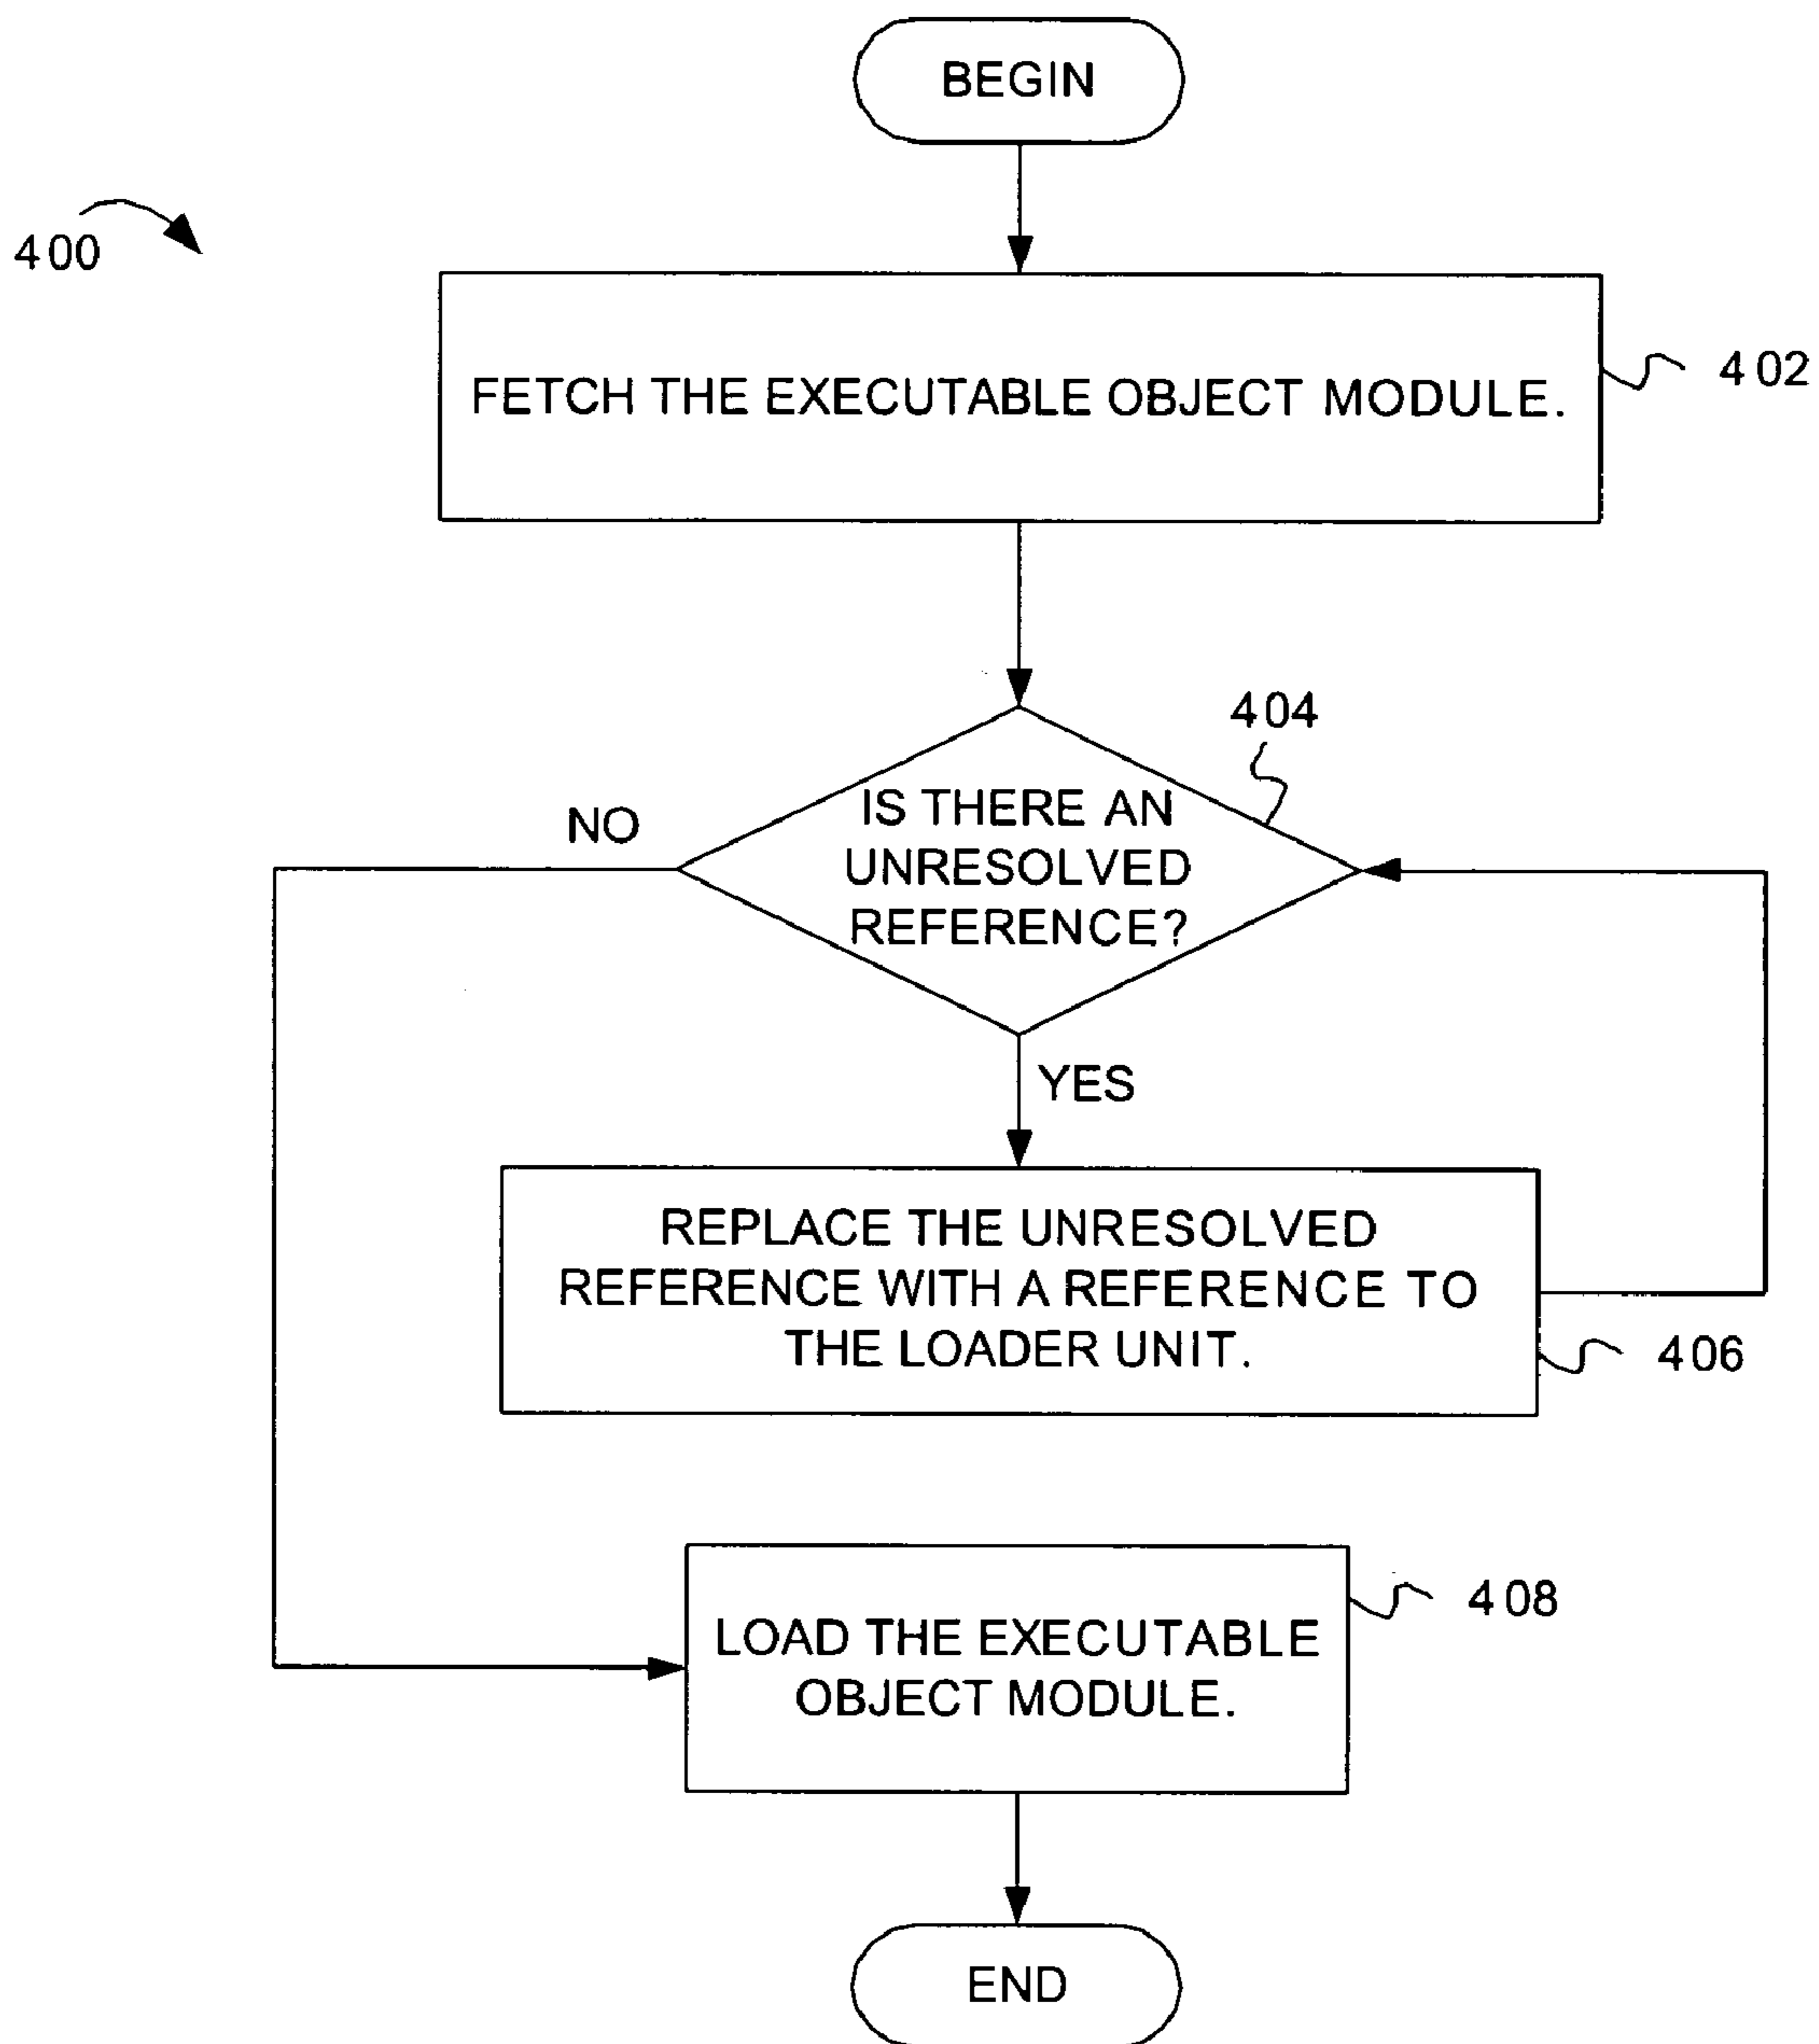 BEGIN
400
FETCH THE EXECUTABLE OBJECT MODULE.
402
404
IS THERE AN
UNRESOLVED
REFERENCE?
NO
YES
REPLACE THE UNRESOLVED
REFERENCE WITH A REFERENCE TO
THE LOADER UNIT.
406
LOAD THE EXECUTABLE
OBJECT MODULE.
408
END